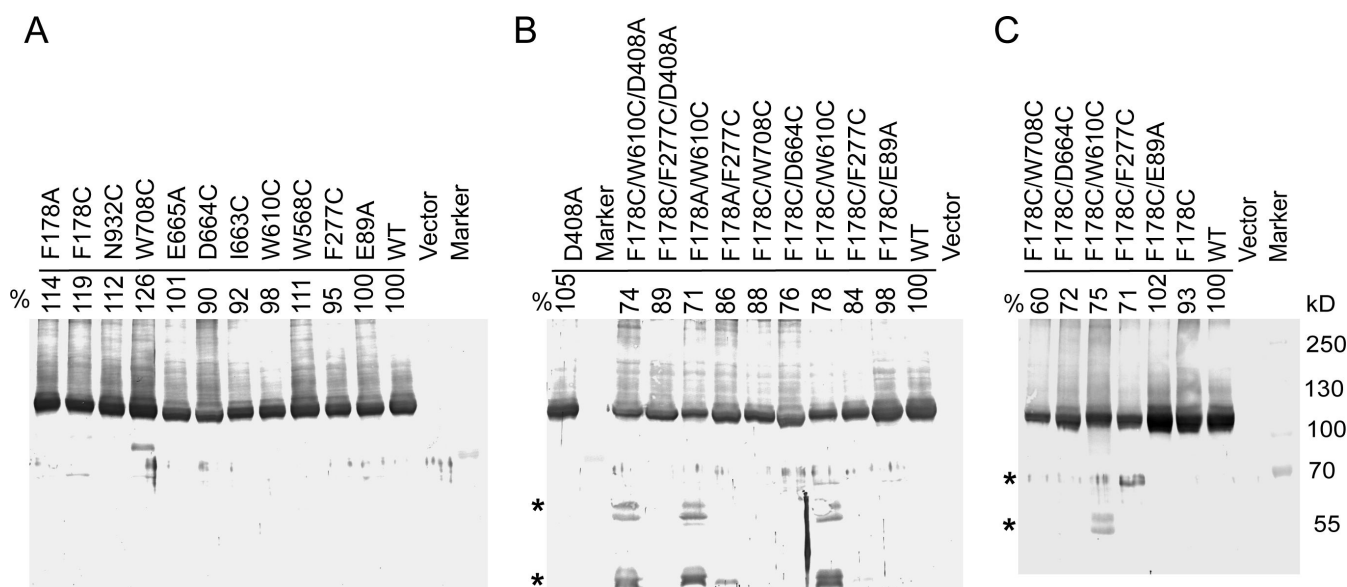 A
F178A
F178C
N932C
W708C
E665A
D664C
I663C
W610C
W568C
F277C
E89A
WT
Vector
Marker
% 114 119 112 126 101 90 92 98 111 95 100 100
B
D408A
Marker
F178C/W610C/D408A
F178C/F277C/D408A
F178A/W610C
F178A/F277C
F178C/W708C
F178C/D664C
F178C/W610C
F178C/F277C
F178C/E89A
WT
Vector
% 105 74 89 71 86 88 76 78 84 98 100
*
*
C
F178C/W708C
F178C/D664C
F178C/W610C
F178C/F277C
F178C/E89A
F178C
WT
Vector
Marker
% 60 72 75 71 102 93 100 kD
250
130
100
* 70
* 55